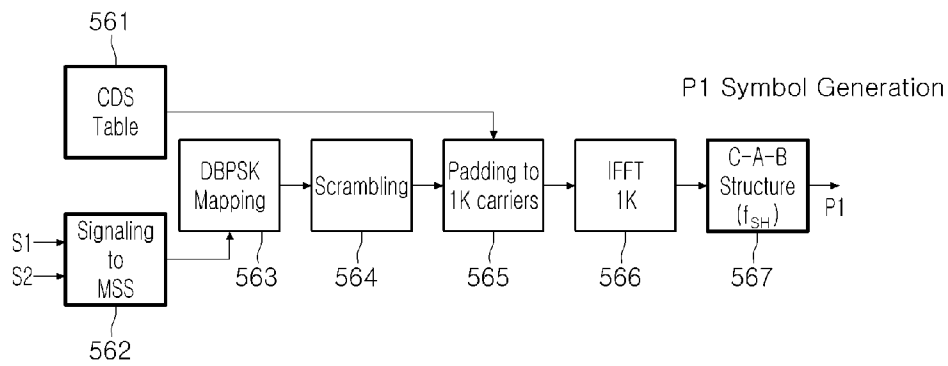 561
CDS
Table
P1 Symbol Generation
DBPSK
Mapping
Scrambling
Padding to
1K carriers
IFFT
1K
C-A-B
Structure
(fSH)
P1
S1
S2
Signaling
to
MSS
563
564
565
566
567
562